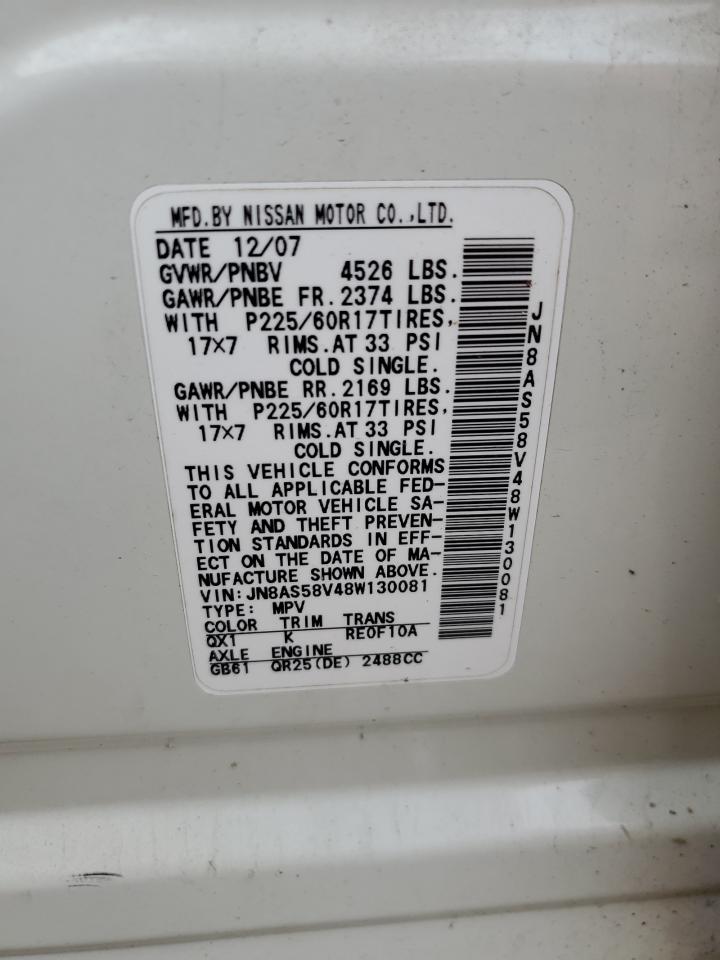 MFD.BY NISSAN MOTOR CO.,LTD.
DATE 12/07
GVWR/PNBV 4526 LBS.
GAWR/PNBE FR. 2374 LBS.
WITH P225/60R17TIRES,
17×7 RIMS.AT 33 PSI
COLD SINGLE.
GAWR/PNBE RR. 2169 LBS.
WITH P225/60R17TIRES,
17×7 RIMS.AT 33 PSI
COLD SINGLE.
THIS VEHICLE CONFORMS
TO ALL APPLICABLE FED-
ERAL MOTOR VEHICLE SA-
FETY AND THEFT PREVEN-
TION STANDARDS IN EFF-
ECT ON THE DATE OF MA-
NUFACTURE SHOWN ABOVE.
VIN:JN8AS58V48W130081
TYPE: MPV
COLOR TRIM TRANS
QX1 K RE0F10A
AXLE ENGINE
GB61 QR25(DE) 2488CC
JN8AS58V48W130081